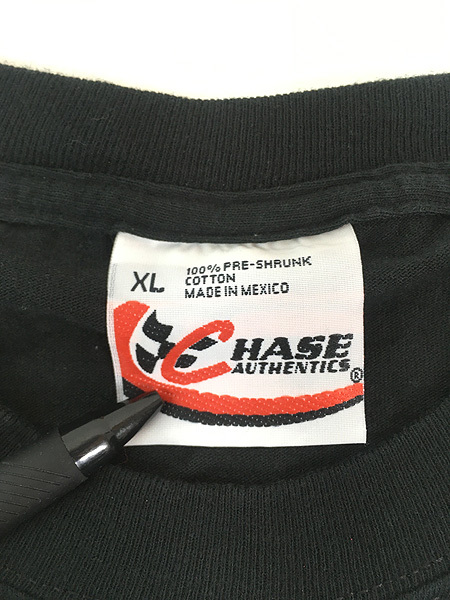 XL
100% PRE-SHRUNK
COTTON
MADE IN MEXICO
CHASE
AUTHENTICS®